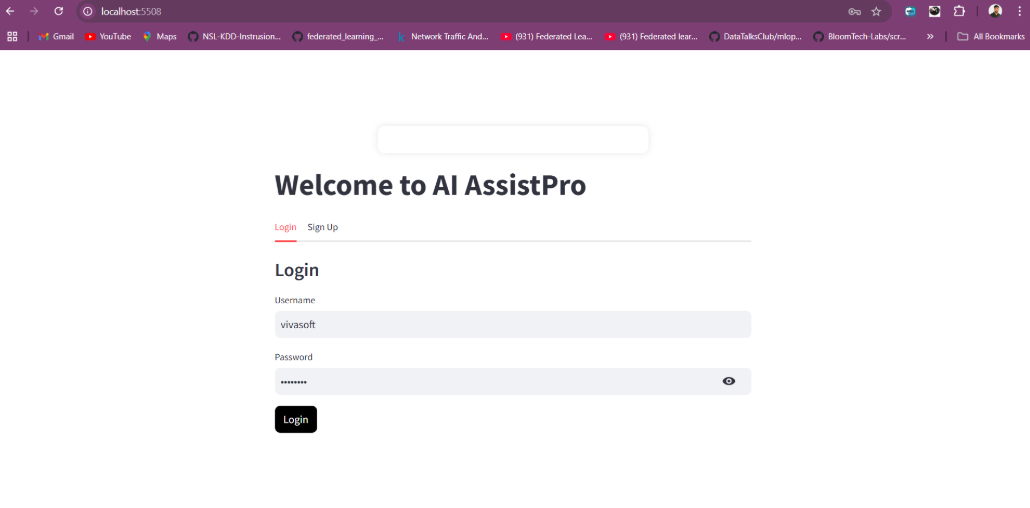 localhost:5508
Gmail YouTube Maps NSL-KDD-Instrusion... federated_learning_... Network Traffic And... (931) Federated Lea... (931) Federated lear... DataTalksClub/mlop... BloomTech-Labs/scr... » All Bookmarks
Welcome to AI AssistPro
Login Sign Up
Login
Username
vivasoft
Password
••••••••
Login